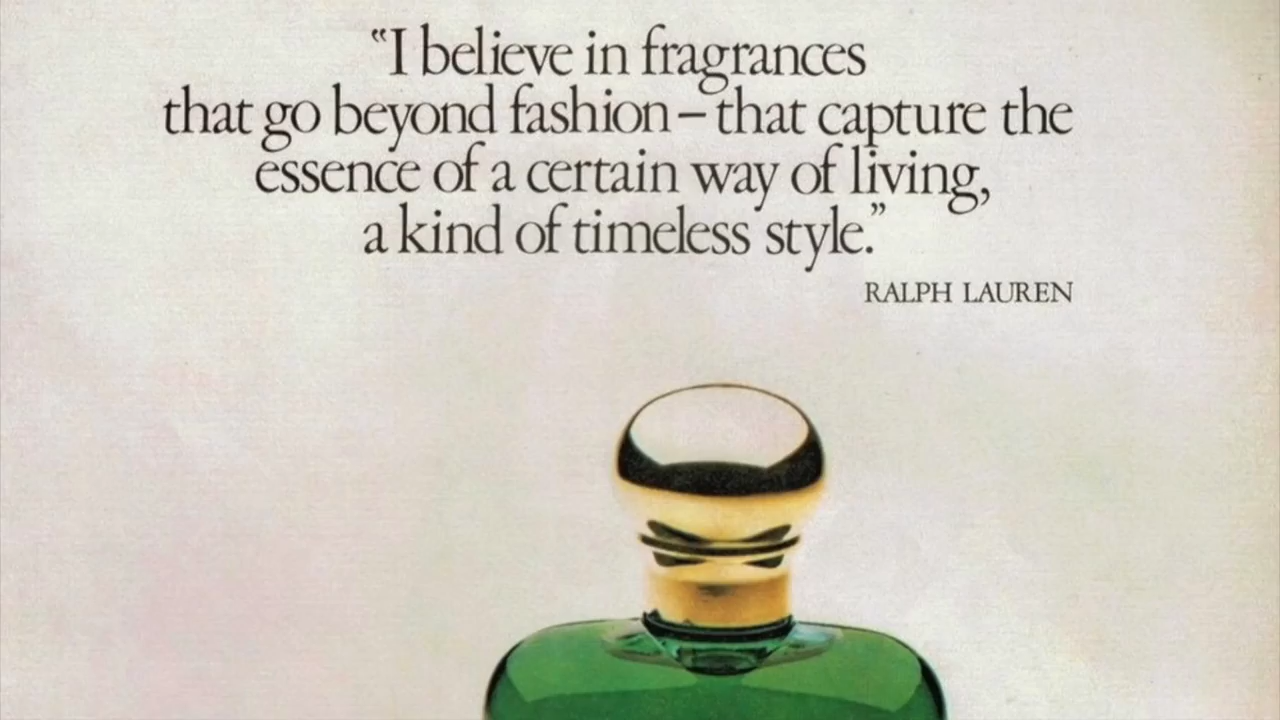 “I believe in fragrances
that go beyond fashion – that capture the
essence of a certain way of living,
a kind of timeless style.”
RALPH LAUREN